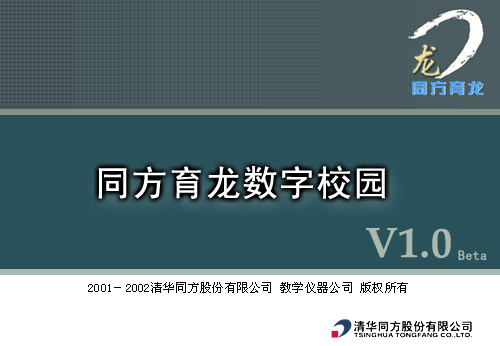 龙
同方育龙
同方育龙数字校园
V1.0 Beta
2001－2002清华同方股份有限公司 教学仪器公司 版权所有
清华同方股份有限公司
TSINGHUA TONGFANG CO.,LTD.